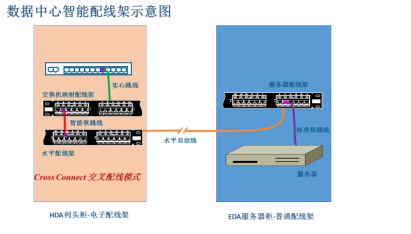 数据中心智能配线架示意图
实心跳线
交换机映射配线架
智能软跳线
水平配线架
Cross Connect 交叉配线模式
水平双绞线
服务器配线架
标准软跳线
服务器
HDA列头柜-电子配线架
EDA服务器柜-普通配线架